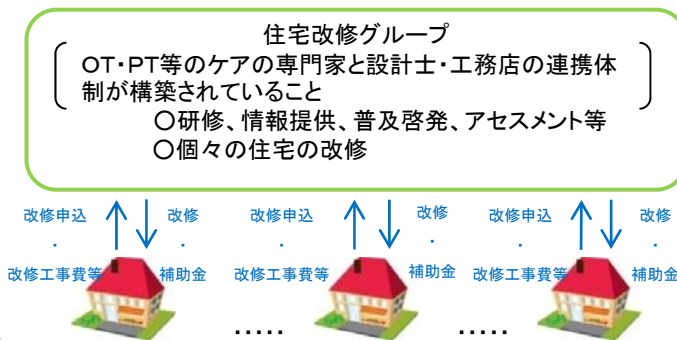 住宅改修グループ
OT・PT等のケアの専門家と設計士・工務店の連携体
制が構築されていること
○研修、情報提供、普及啓発、アセスメント等
○個々の住宅の改修
改修申込 改修 改修申込 改修 改修申込 改修
・ ・ ・ ・ ・ ・
改修工事費等 補助金 改修工事費等 補助金 改修工事費等 補助金
‥‥‥ ‥‥‥